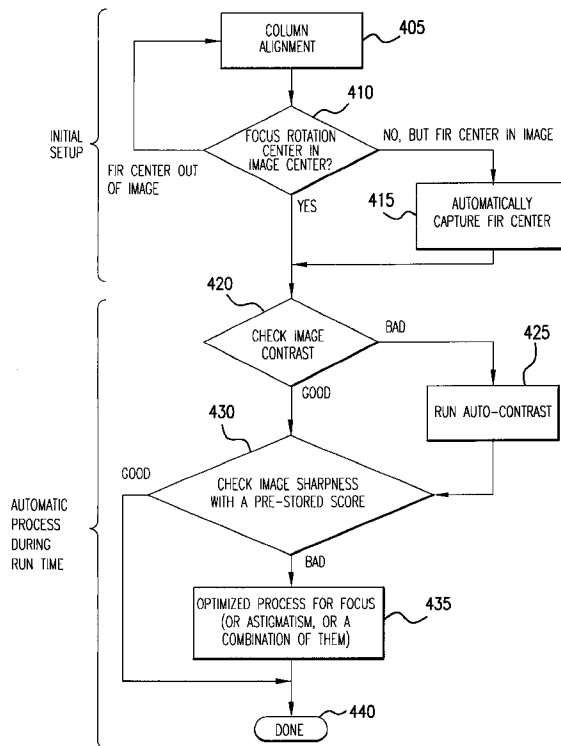 COLUMN
ALIGNMENT
405
410
FOCUS ROTATION
CENTER IN
IMAGE CENTER?
NO, BUT FIR CENTER IN IMAGE
INITIAL
SETUP
FIR CENTER OUT
OF IMAGE
YES
415
AUTOMATICALLY
CAPTURE FIR CENTER
420
CHECK IMAGE
CONTRAST
BAD
425
GOOD
RUN AUTO-CONTRAST
430
GOOD
CHECK IMAGE SHARPNESS
WITH A PRE-STORED SCORE
AUTOMATIC
PROCESS
DURING
RUN TIME
BAD
OPTIMIZED PROCESS FOR FOCUS
(OR ASTIGMATISM, OR A
COMBINATION OF THEM)
435
DONE
440